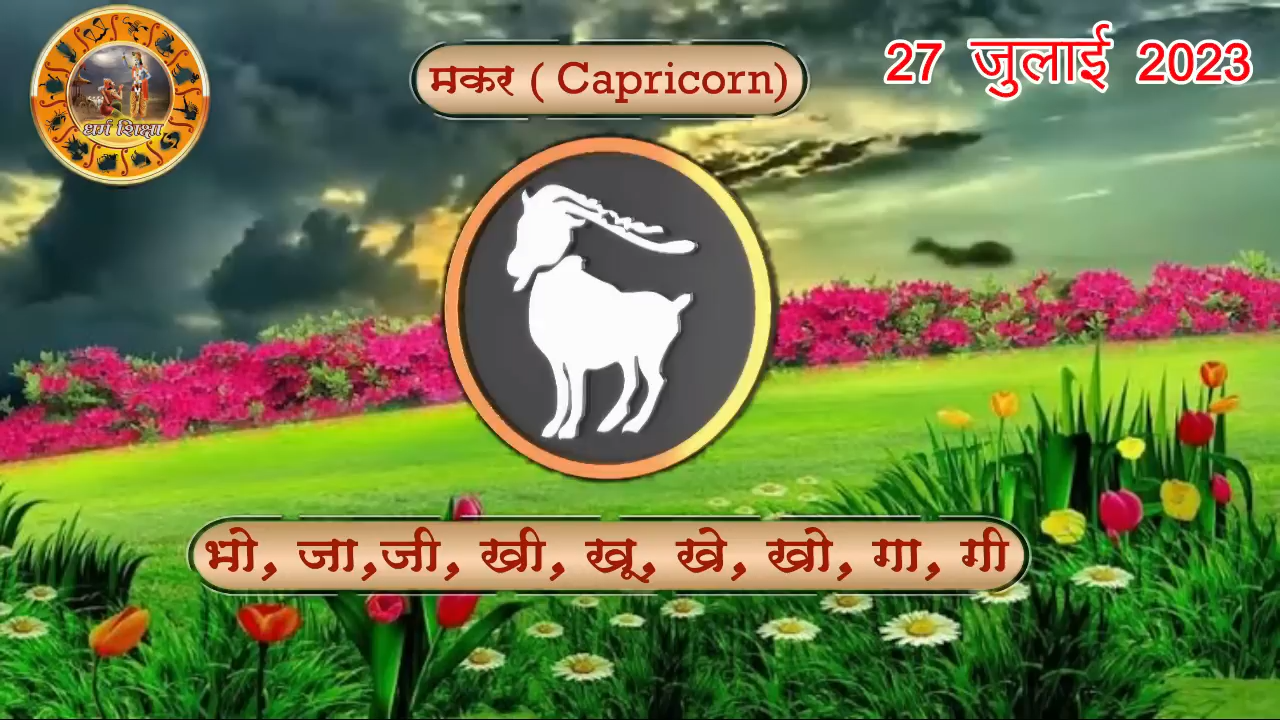 मकर ( Capricorn)
27 जुलाई 2023
धर्म शिक्षा
भो, जा,जी, खी, खू, खे, खो, गा, गी